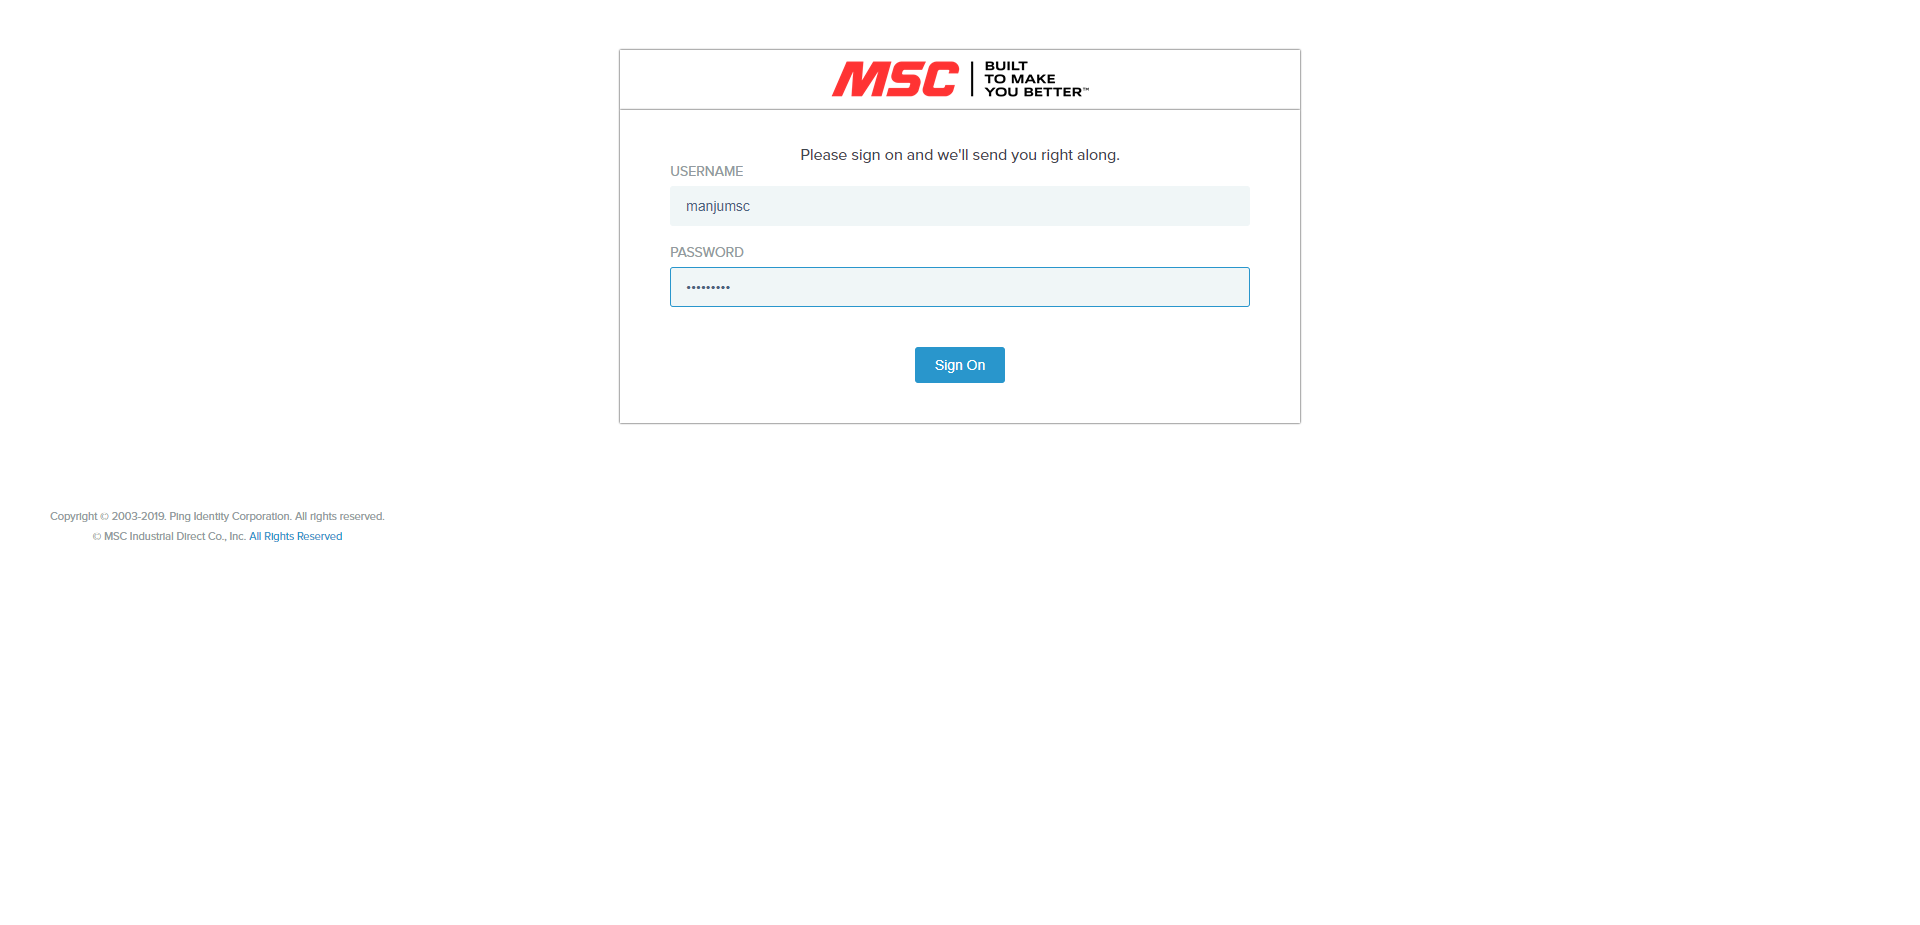 MSC
BUILT
TO MAKE
YOU BETTER™
Please sign on and we'll send you right along.
USERNAME
manjumsc
PASSWORD
•••••••••
Sign On
Copyright © 2003-2019. Ping Identity Corporation. All rights reserved.
© MSC Industrial Direct Co., Inc. All Rights Reserved